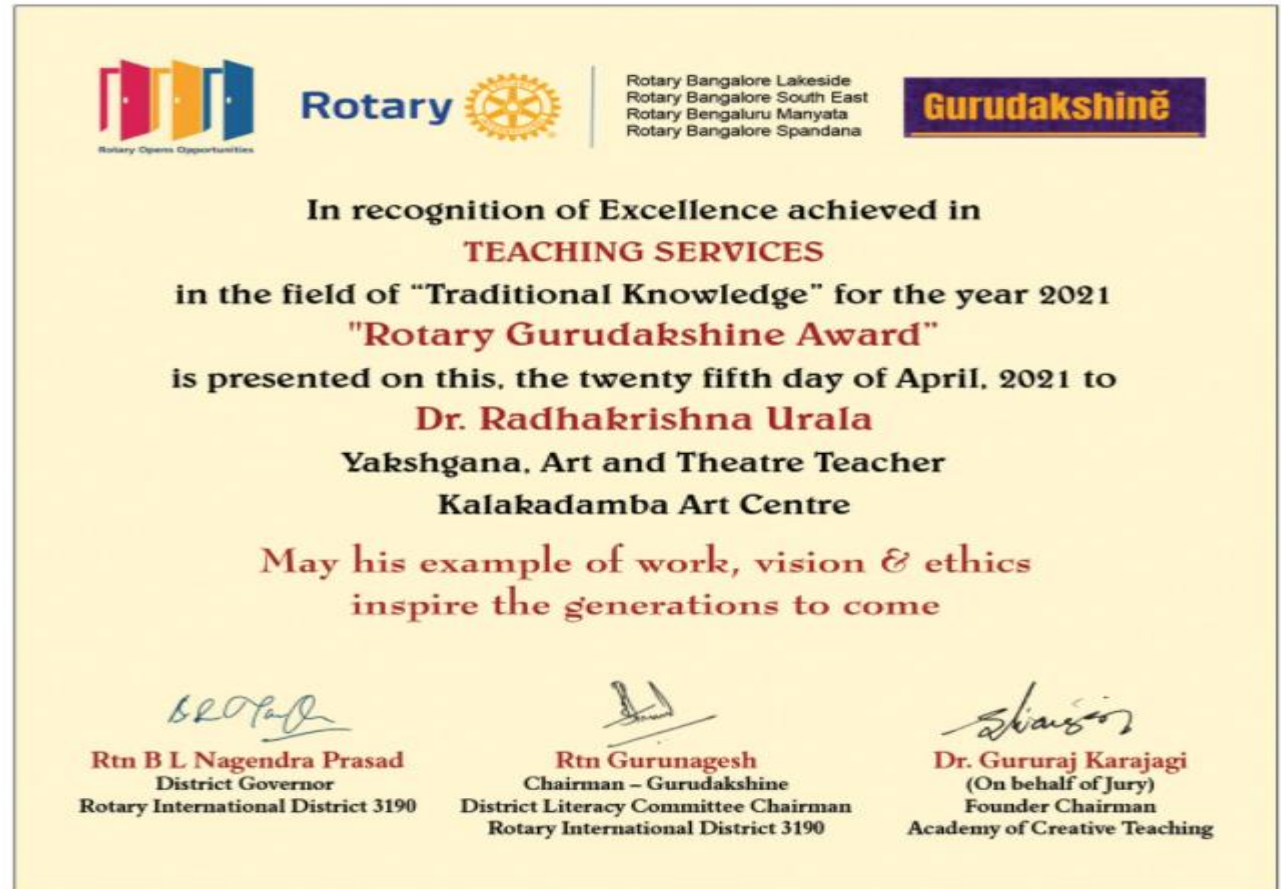 Rotary Opens Opportunities
Rotary
Rotary Bangalore Lakeside
Rotary Bangalore South East
Rotary Bengaluru Manyata
Rotary Bangalore Spandana
Gurudakshinĕ
In recognition of Excellence achieved in
TEACHING SERVICES
in the field of “Traditional Knowledge” for the year 2021
"Rotary Gurudakshine Award”
is presented on this, the twenty fifth day of April, 2021 to
Dr. Radhakrishna Urala
Yakshgana, Art and Theatre Teacher
Kalakadamba Art Centre
May his example of work, vision & ethics
inspire the generations to come
Rtn B L Nagendra Prasad
District Governor
Rotary International District 3190
Rtn Gurunagesh
Chairman – Gurudakshine
District Literacy Committee Chairman
Rotary International District 3190
Dr. Gururaj Karajagi
(On behalf of Jury)
Founder Chairman
Academy of Creative Teaching